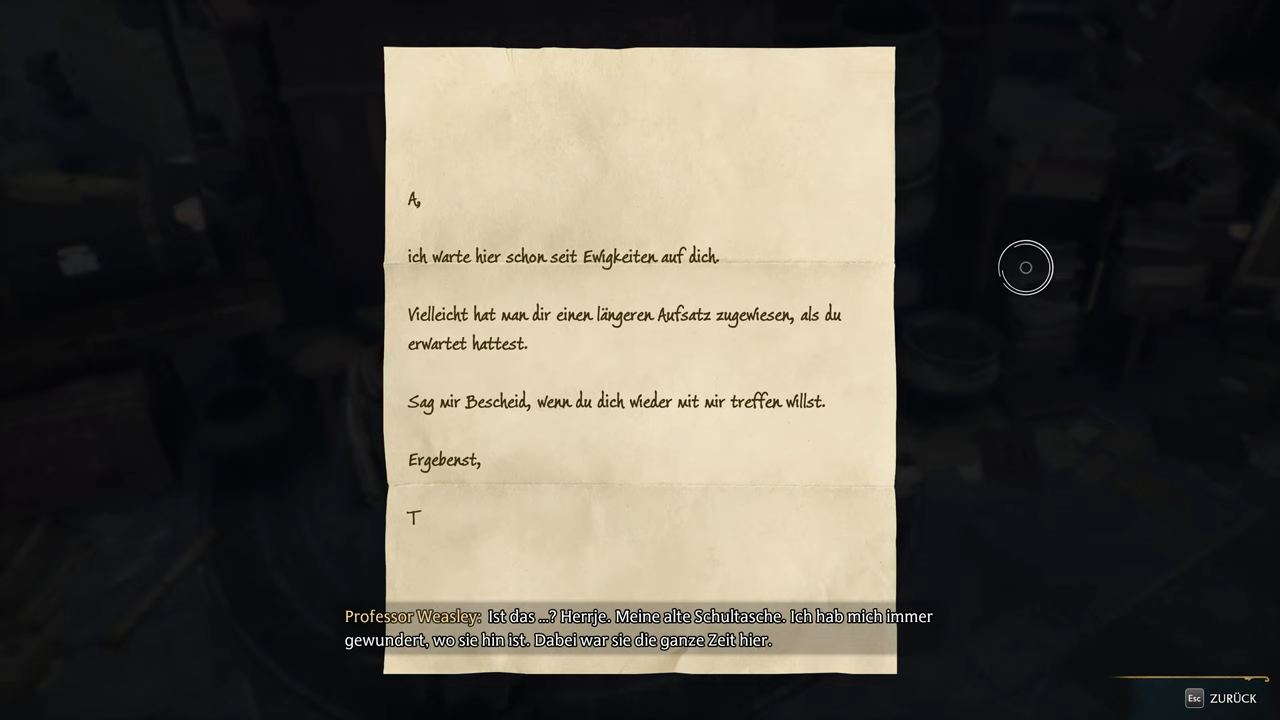 A,
ich warte hier schon seit Ewigkeiten auf dich.
Vielleicht hat man dir einen längeren Aufsatz zugewiesen, als du
erwartet hattest.
Sag mir Bescheid, wenn du dich wieder mit mir treffen willst.
Ergebenst,
T
Professor Weasley: Ist das ...? Herrje. Meine alte Schultasche. Ich hab mich immer
gewundert, wo sie hin ist. Dabei war sie die ganze Zeit hier.
Esc ZURÜCK